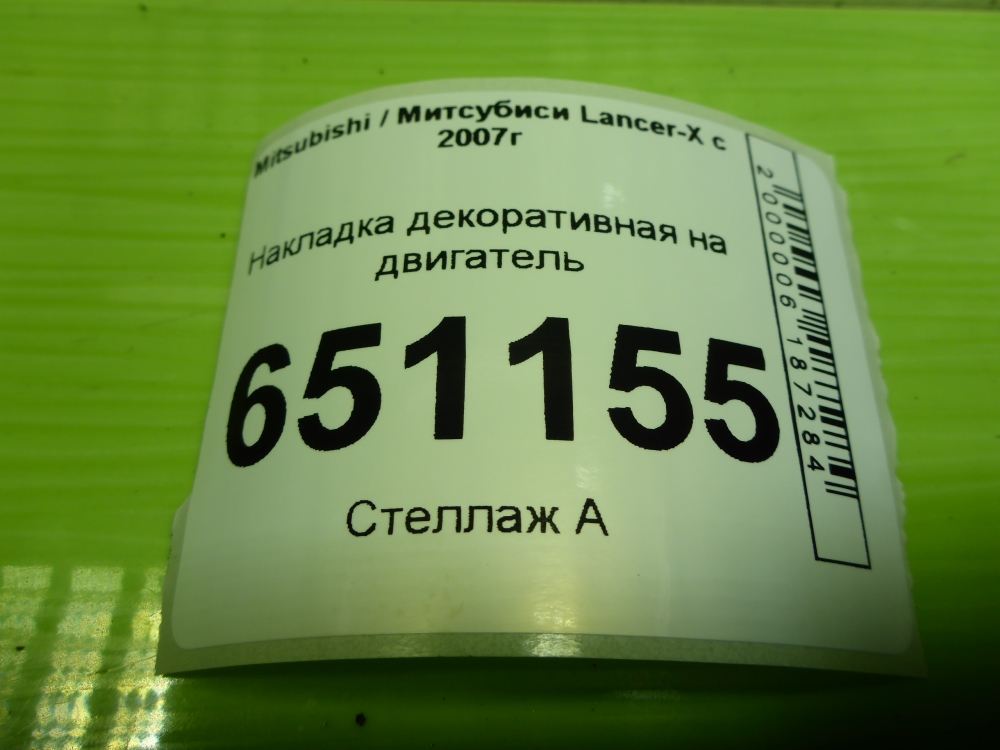 Mitsubishi / Митсубиси Lancer-X с
2007г
Накладка декоративная на
двигатель
651155
Стеллаж А
2000006187284